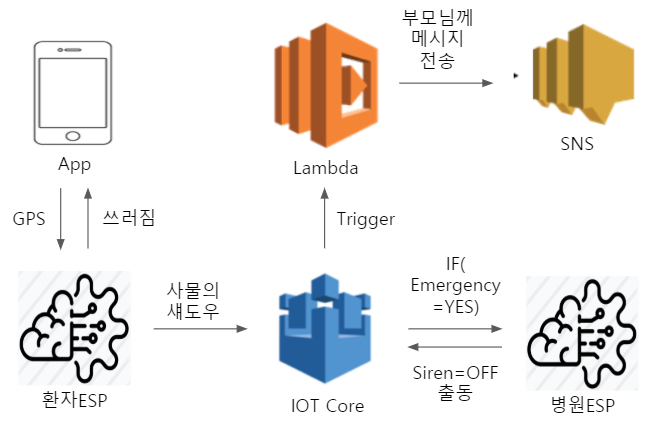 부모님께
메시지
전송
App
Lambda
SNS
GPS
쓰러짐
Trigger
사물의
섀도우
IF(
Emergency
=YES)
Siren=OFF
출동
환자ESP
IOT Core
병원ESP